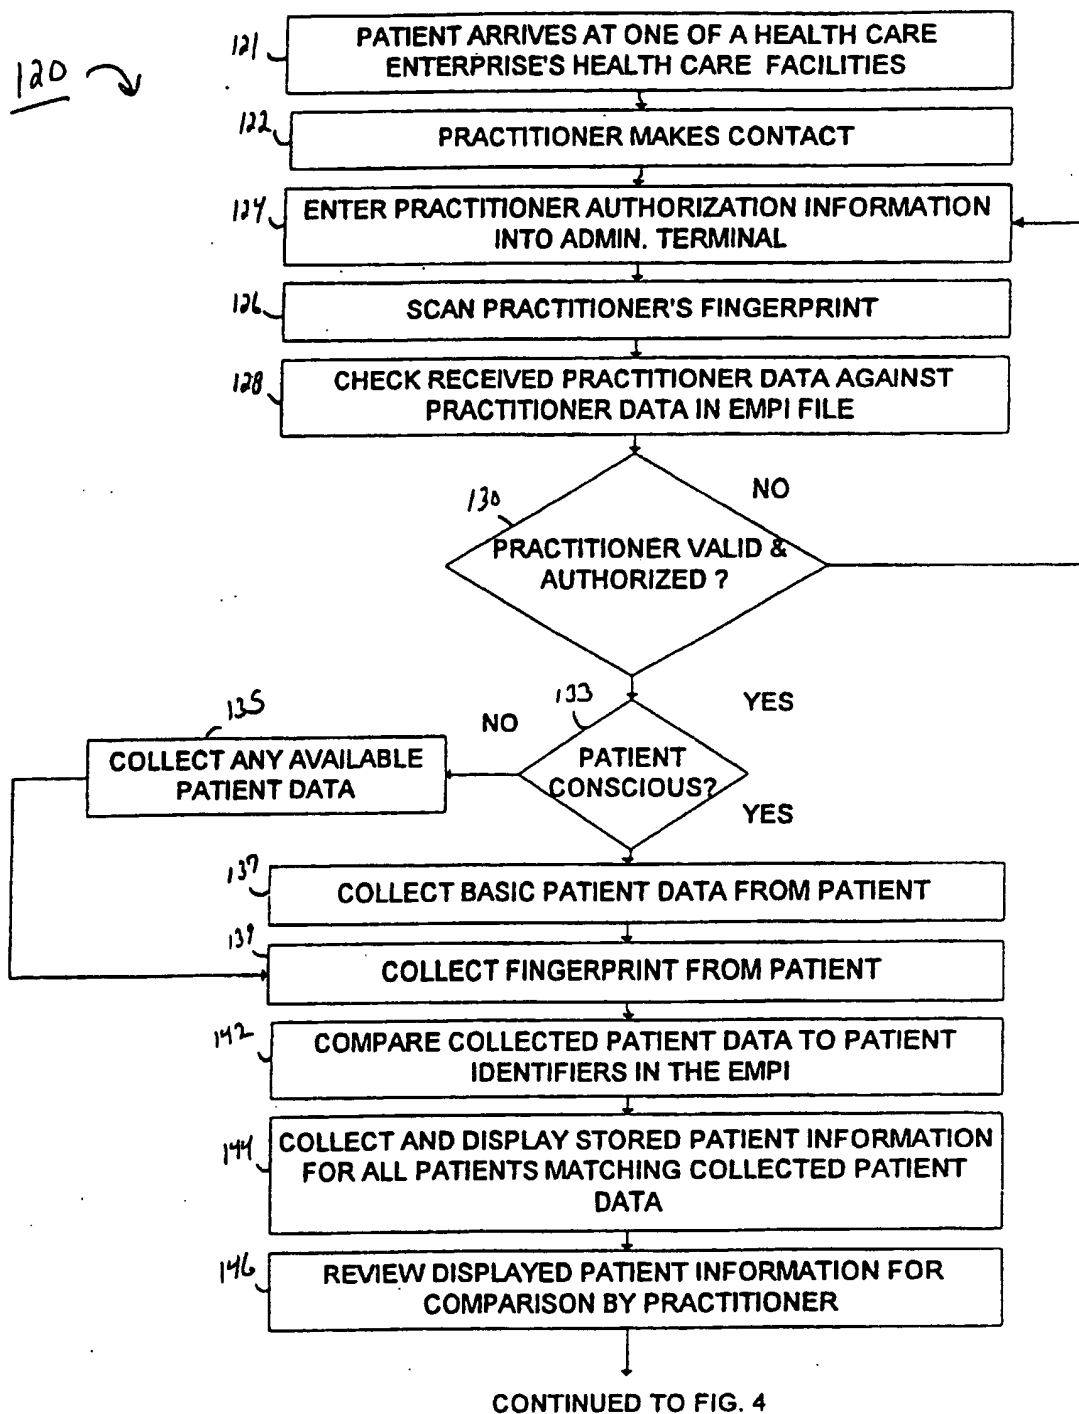 120
121
PATIENT ARRIVES AT ONE OF A HEALTH CARE
ENTERPRISE'S HEALTH CARE FACILITIES
122
PRACTITIONER MAKES CONTACT
124
ENTER PRACTITIONER AUTHORIZATION INFORMATION
INTO ADMIN. TERMINAL
126
SCAN PRACTITIONER'S FINGERPRINT
128
CHECK RECEIVED PRACTITIONER DATA AGAINST
PRACTITIONER DATA IN EMPI FILE
130
NO
PRACTITIONER VALID &
AUTHORIZED ?
133
YES
135
NO
COLLECT ANY AVAILABLE
PATIENT DATA
PATIENT
CONSCIOUS?
YES
137
COLLECT BASIC PATIENT DATA FROM PATIENT
139
COLLECT FINGERPRINT FROM PATIENT
142
COMPARE COLLECTED PATIENT DATA TO PATIENT
IDENTIFIERS IN THE EMPI
144
COLLECT AND DISPLAY STORED PATIENT INFORMATION
FOR ALL PATIENTS MATCHING COLLECTED PATIENT
DATA
146
REVIEW DISPLAYED PATIENT INFORMATION FOR
COMPARISON BY PRACTITIONER
CONTINUED TO FIG. 4